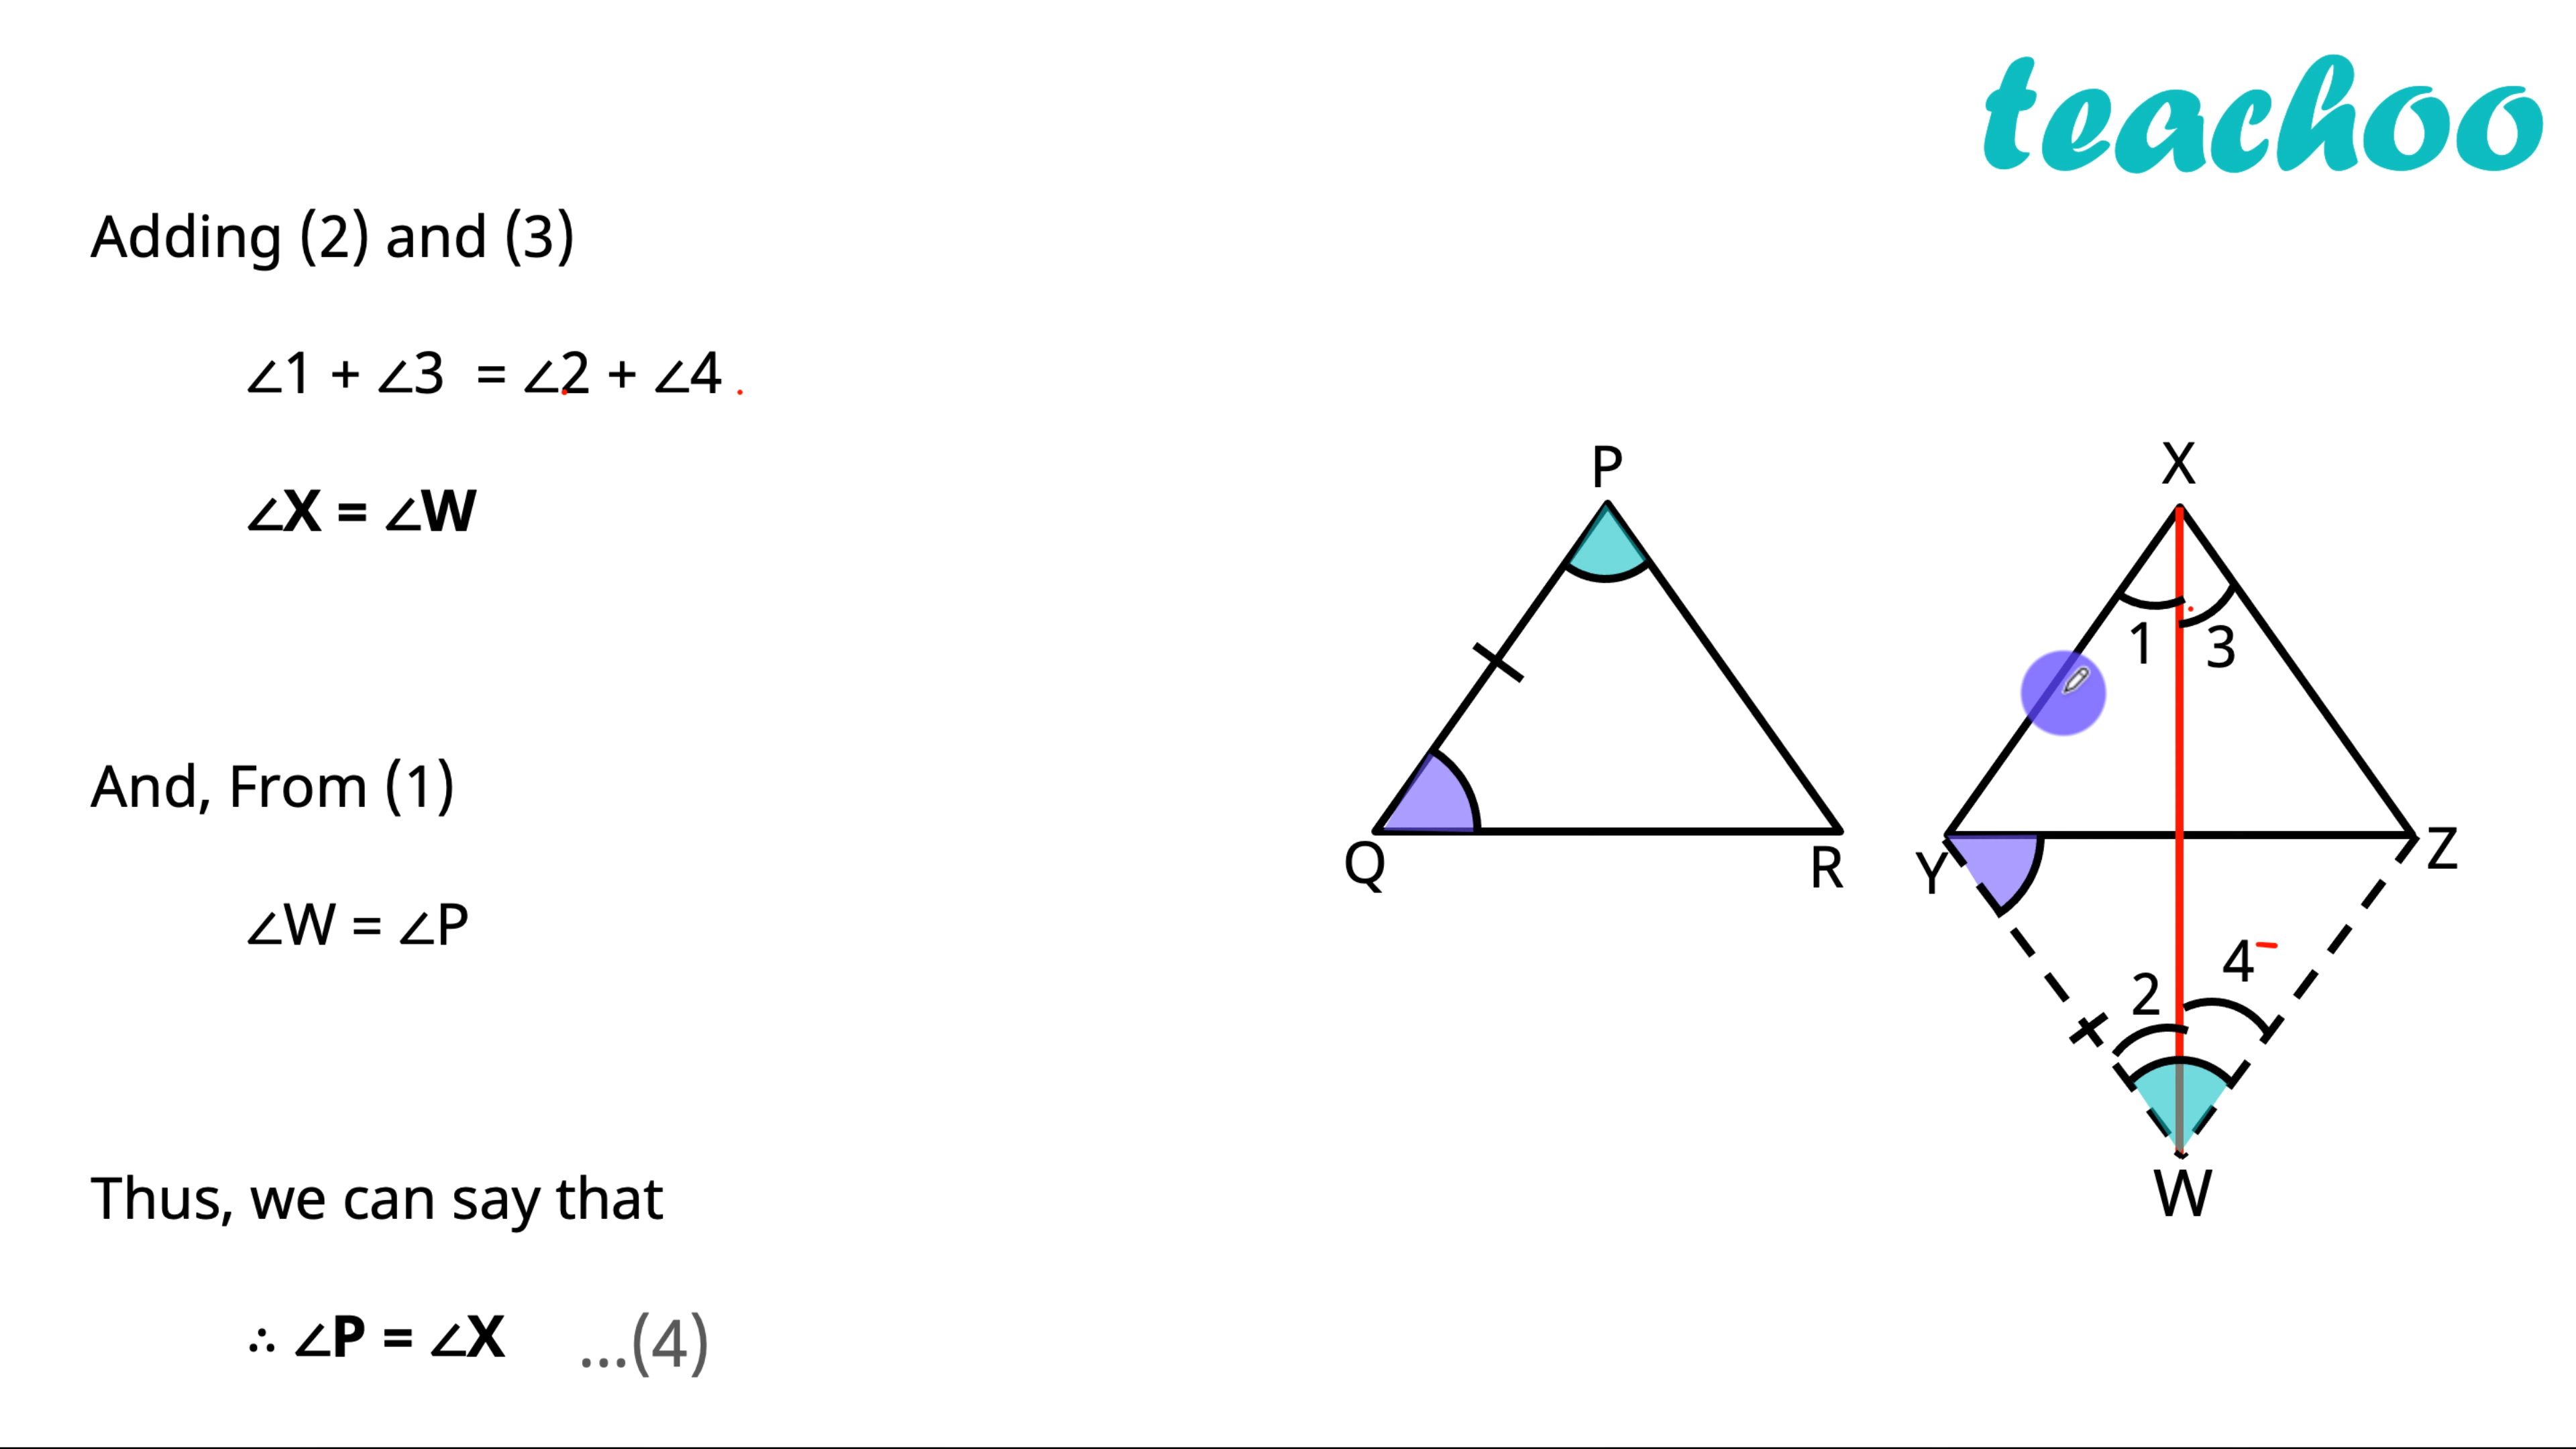 teachoo
Adding (2) and (3)
∠1 + ∠3 = ∠2 + ∠4
∠X = ∠W
And, From (1)
∠W = ∠P
Thus, we can say that
∴ ∠P = ∠X ...(4)
P
Q
R
X
1
3
Y
Z
2
4
W